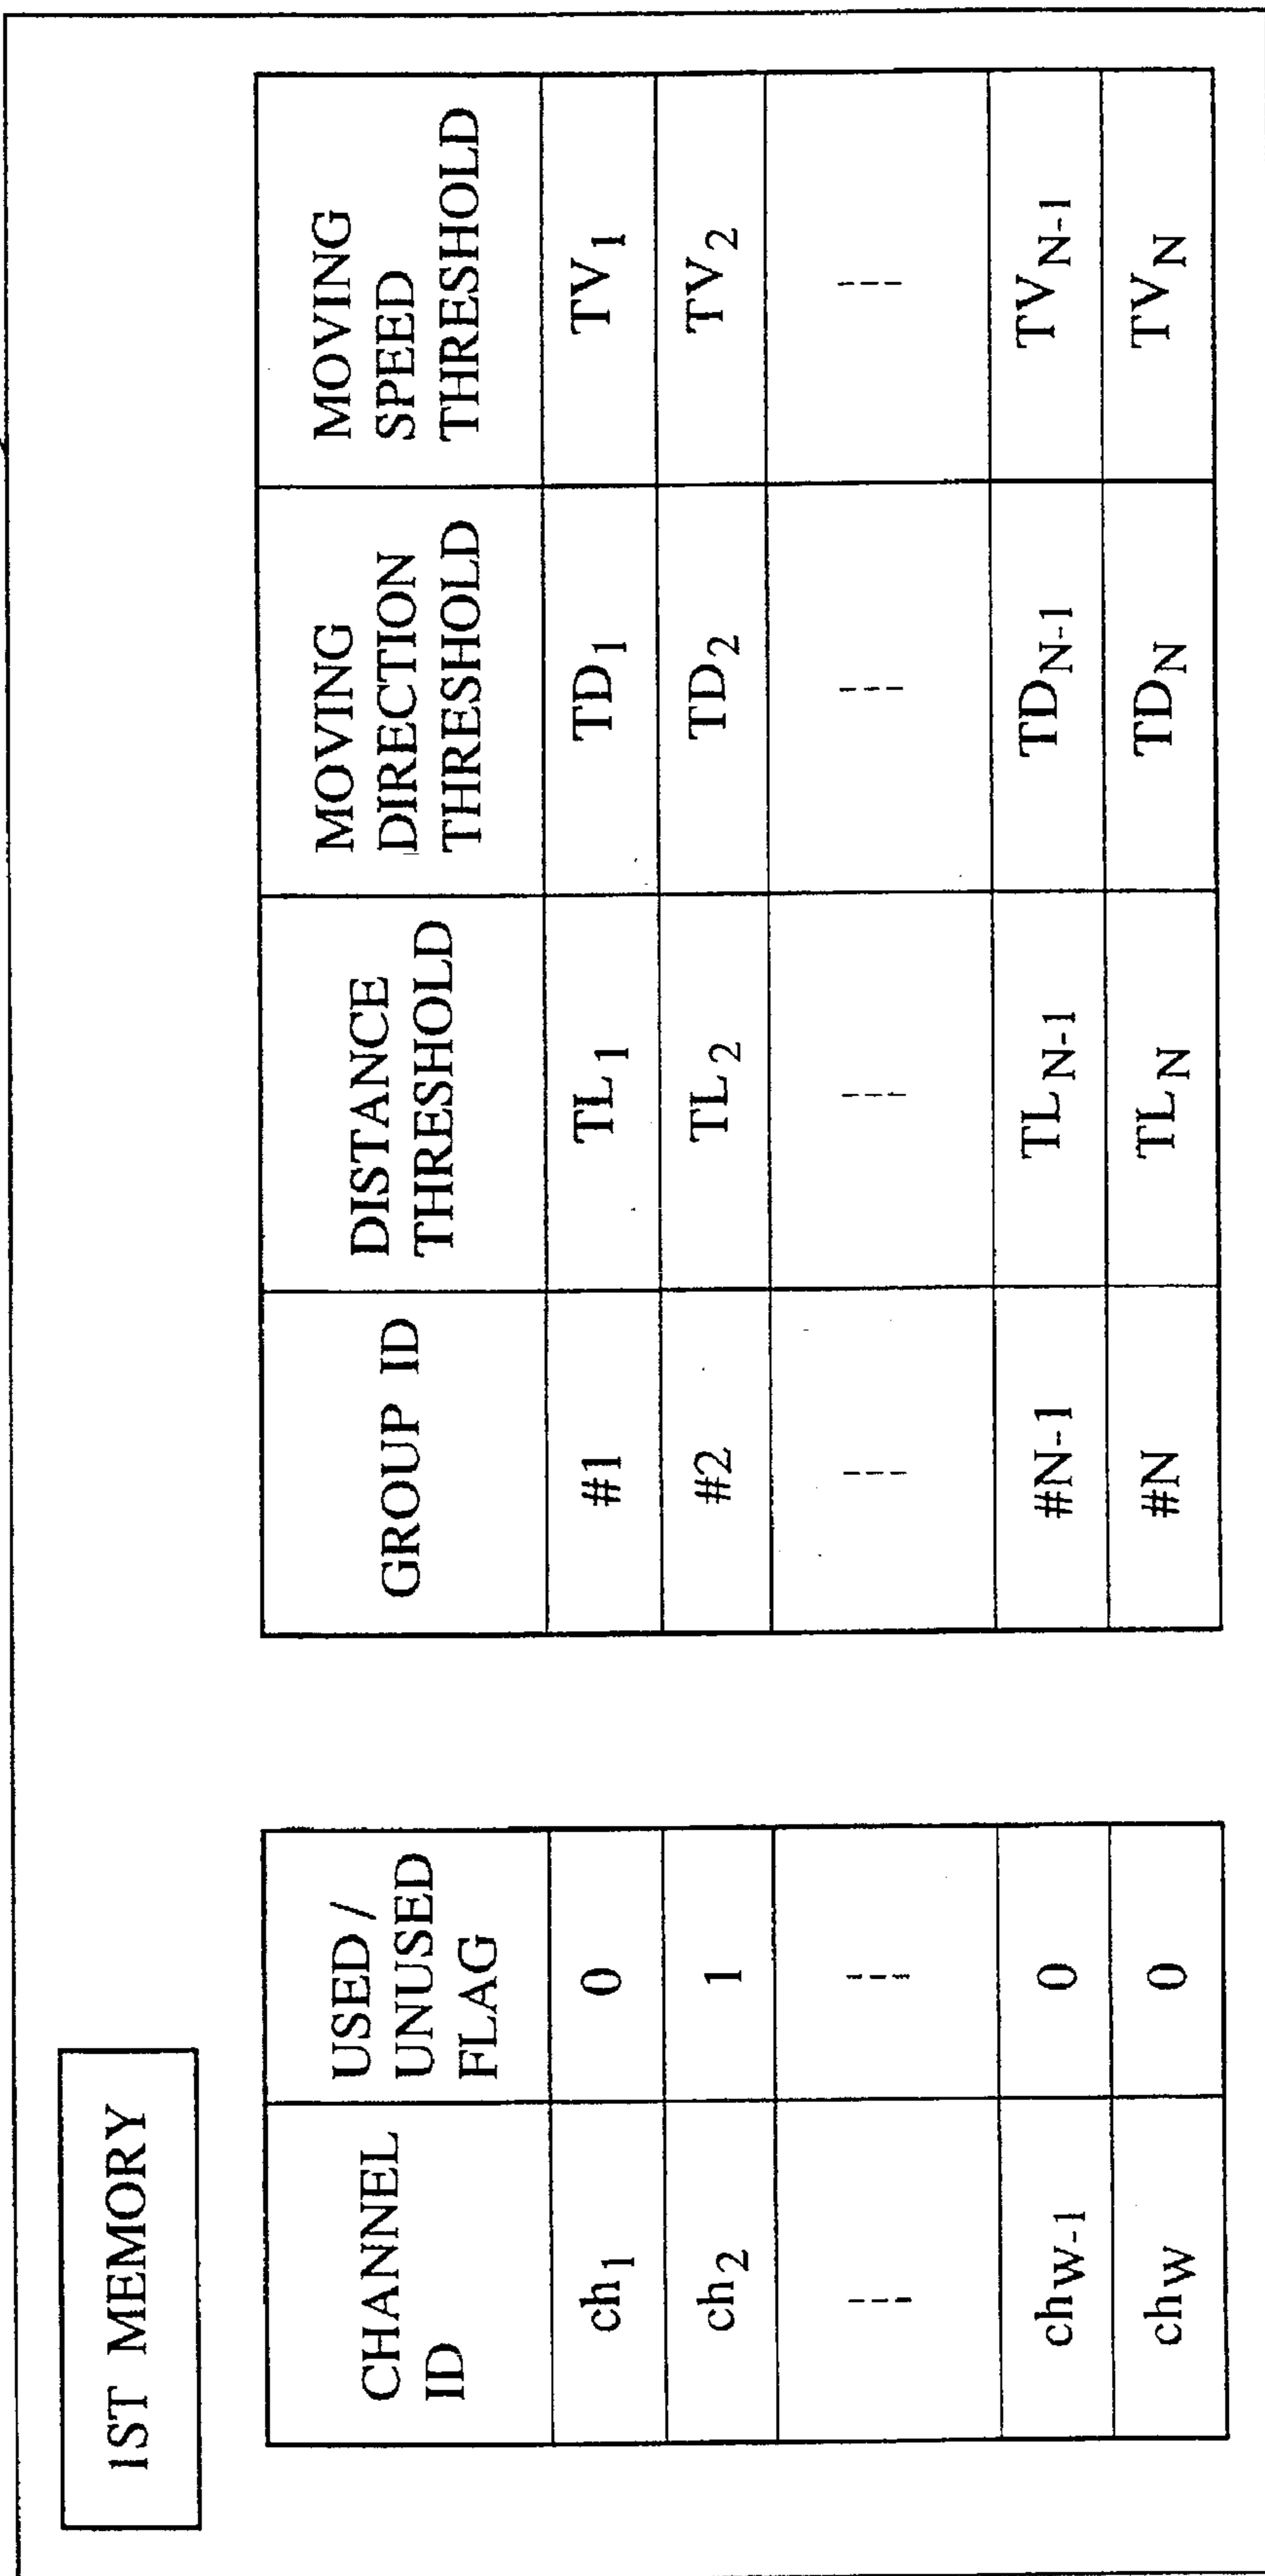 1ST MEMORY
CHANNEL
ID
USED /
UNUSED
FLAG
ch1 0
ch2 1
--- ---
chW-1 0
chW 0
GROUP ID
DISTANCE
THRESHOLD
MOVING
DIRECTION
THRESHOLD
MOVING
SPEED
THRESHOLD
#1 TL1 TD1 TV1
#2 TL2 TD2 TV2
--- --- --- ---
#N-1 TLN-1 TDN-1 TVN-1
#N TLN TDN TVN